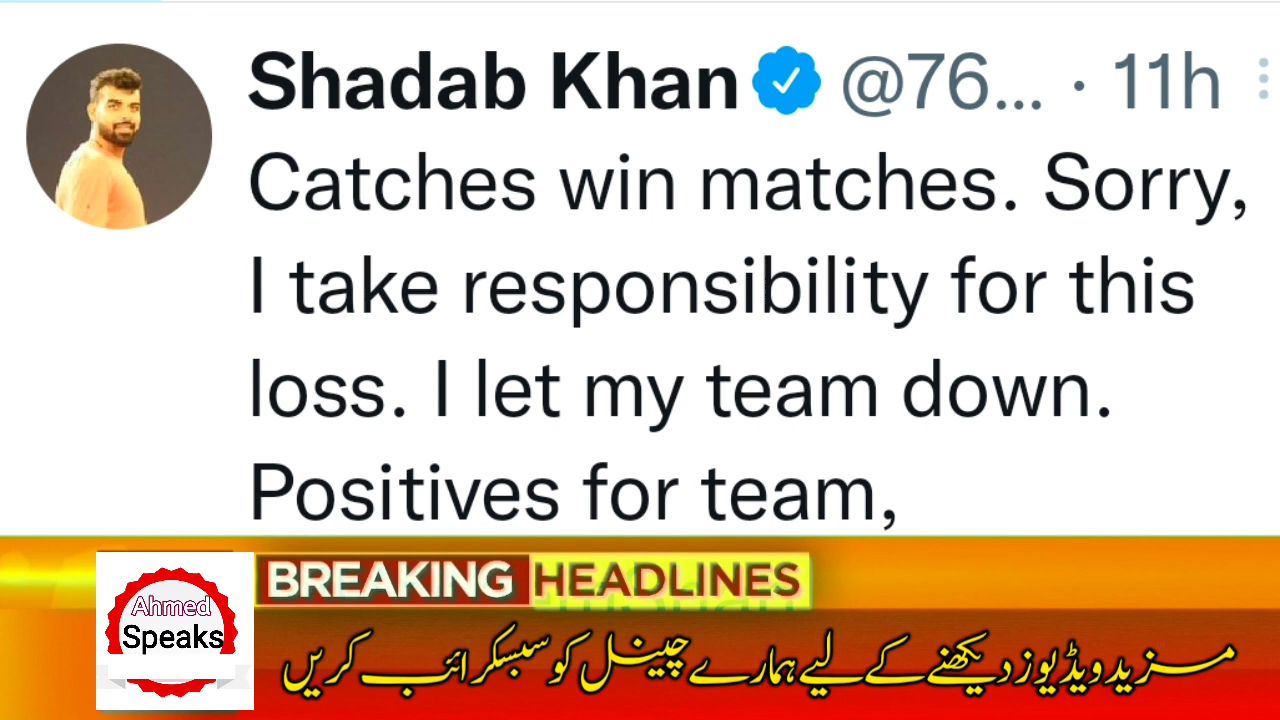 Shadab Khan @76... · 11h
Catches win matches. Sorry,
I take responsibility for this
loss. I let my team down.
Positives for team,
BREAKING HEADLINES
Ahmed
Speaks
مزید ویڈیوز دیکھنے کے لیے ہمارے چینل کو سبسکرائب کریں